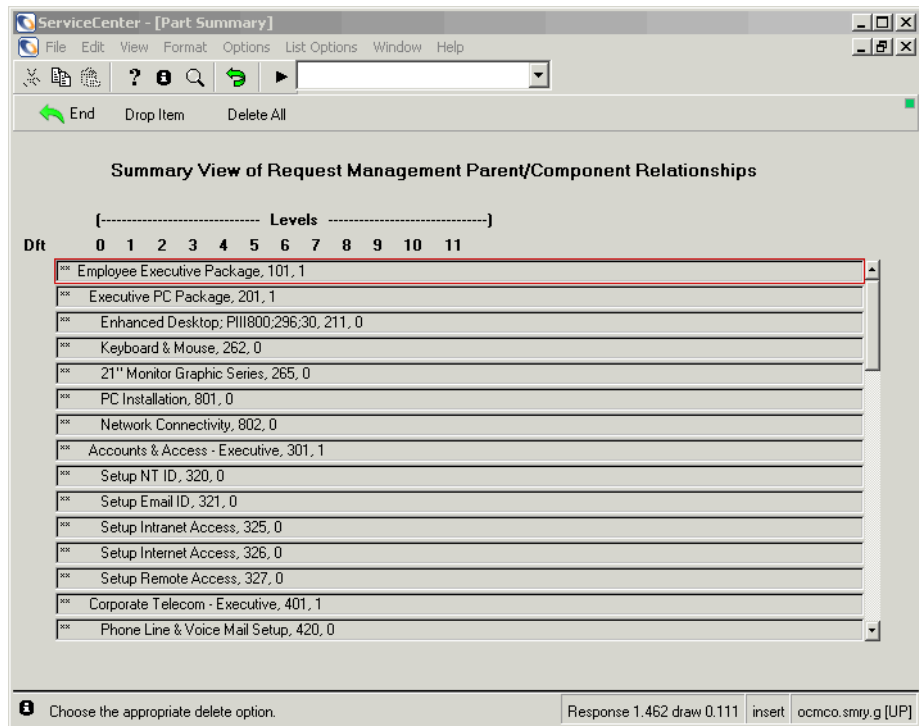 ServiceCenter - [Part Summary]
File Edit View Format Options List Options Window Help
End Drop Item Delete All
Summary View of Request Management Parent/Component Relationships
(------------------------------- Levels -------------------------------)
Dft 0 1 2 3 4 5 6 7 8 9 10 11
** Employee Executive Package, 101, 1
** Executive PC Package, 201, 1
** Enhanced Desktop; PIII800;296;30, 211, 0
** Keyboard & Mouse, 262, 0
** 21" Monitor Graphic Series, 265, 0
** PC Installation, 801, 0
** Network Connectivity, 802, 0
** Accounts & Access - Executive, 301, 1
** Setup NT ID, 320, 0
** Setup Email ID, 321, 0
** Setup Intranet Access, 325, 0
** Setup Internet Access, 326, 0
** Setup Remote Access, 327, 0
** Corporate Telecom - Executive, 401, 1
** Phone Line & Voice Mail Setup, 420, 0
Choose the appropriate delete option. Response 1.462 draw 0.111 insert ocmco.smry.g [UP]